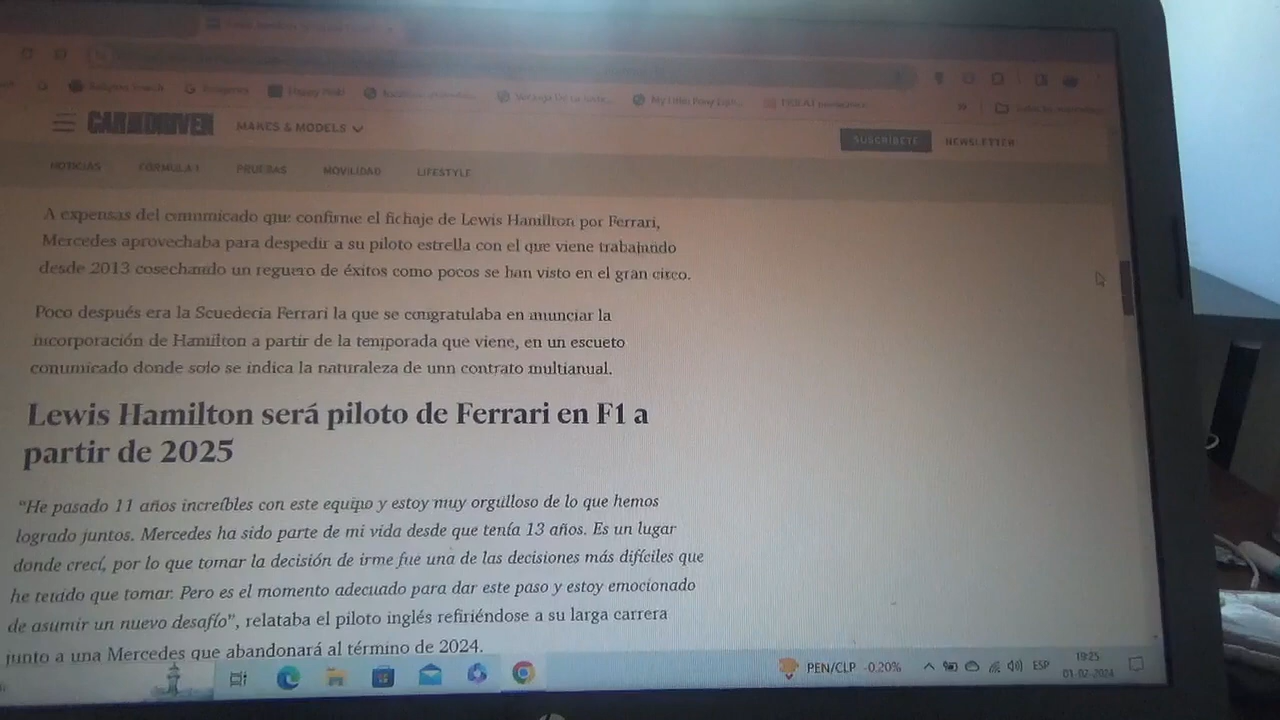 CAR AND DRIVER MAKES & MODELS
SUSCRÍBETE NEWSLETTER
NOTICIAS FÓRMULA 1 PRUEBAS MOVILIDAD LIFESTYLE
A expensas del comunicado que confirme el fichaje de Lewis Hamilton por Ferrari,
Mercedes aprovechaba para despedir a su piloto estrella con el que viene trabajando
desde 2013 cosechando un reguero de éxitos como pocos se han visto en el gran circo.
Poco después era la Scuedecia Ferrari la que se congratulaba en anunciar la
incorporación de Hamilton a partir de la temporada que viene, en un escueto
comunicado donde solo se indica la naturaleza de unn contrato multianual.
Lewis Hamilton será piloto de Ferrari en F1 a
partir de 2025
“He pasado 11 años increíbles con este equipo y estoy muy orgulloso de lo que hemos
logrado juntos. Mercedes ha sido parte de mi vida desde que tenía 13 años. Es un lugar
donde crecí, por lo que tomar la decisión de irme fue una de las decisiones más difíciles que
he tenido que tomar. Pero es el momento adecuado para dar este paso y estoy emocionado
de asumir un nuevo desafío”, relataba el piloto inglés refiriéndose a su larga carrera
junto a una Mercedes que abandonará al término de 2024.
PEN/CLP -0.20% ESP 19:25
01-02-2024